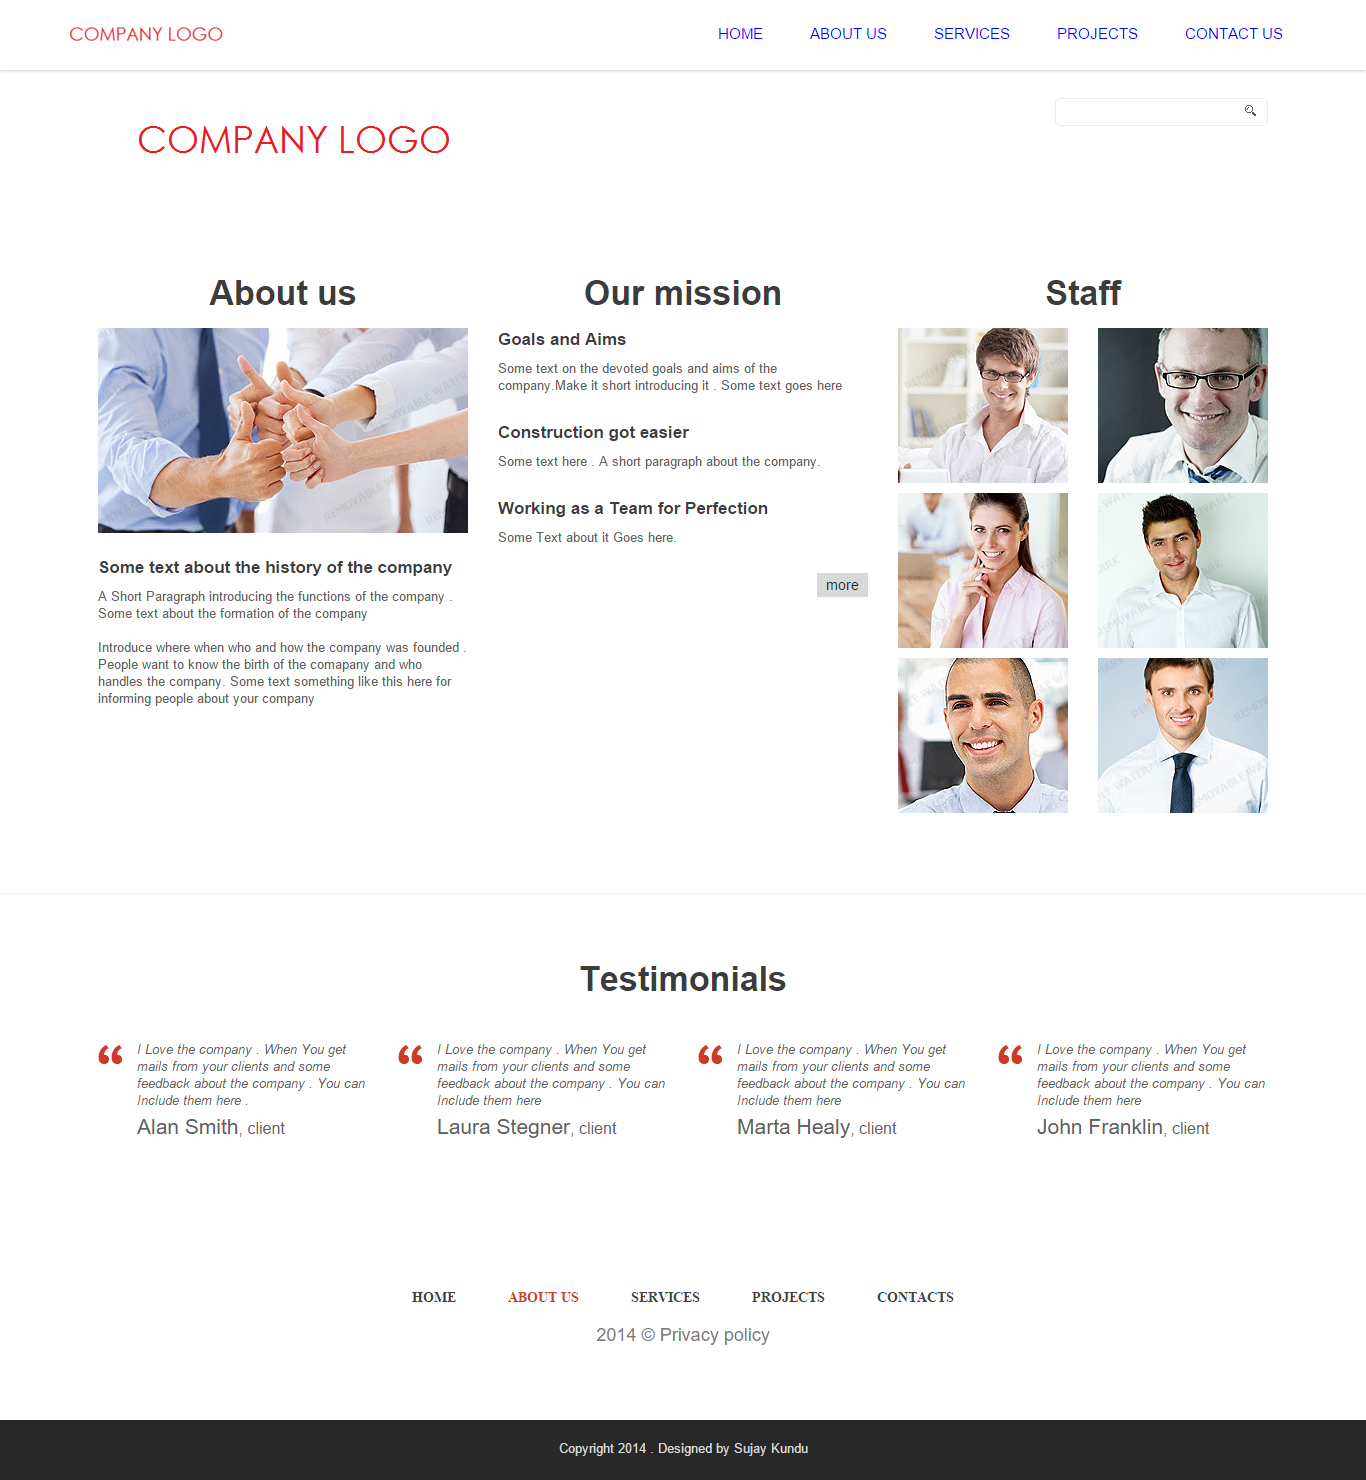 COMPANY LOGO
HOME ABOUT US SERVICES PROJECTS CONTACT US
COMPANY LOGO
About us
REMOVABLE WATERMARK
Some text about the history of the company
A Short Paragraph introducing the functions of the company .
Some text about the formation of the company
Introduce where when who and how the company was founded .
People want to know the birth of the comapany and who
handles the company. Some text something like this here for
informing people about your company
Our mission
Goals and Aims
Some text on the devoted goals and aims of the
company.Make it short introducing it . Some text goes here
Construction got easier
Some text here . A short paragraph about the company.
Working as a Team for Perfection
Some Text about it Goes here.
more
Staff
Testimonials
I Love the company . When You get
mails from your clients and some
feedback about the company . You can
Include them here .
Alan Smith, client
I Love the company . When You get
mails from your clients and some
feedback about the company . You can
Include them here
Laura Stegner, client
I Love the company . When You get
mails from your clients and some
feedback about the company . You can
Include them here
Marta Healy, client
I Love the company . When You get
mails from your clients and some
feedback about the company . You can
Include them here
John Franklin, client
HOME ABOUT US SERVICES PROJECTS CONTACTS
2014 © Privacy policy
Copyright 2014 . Designed by Sujay Kundu